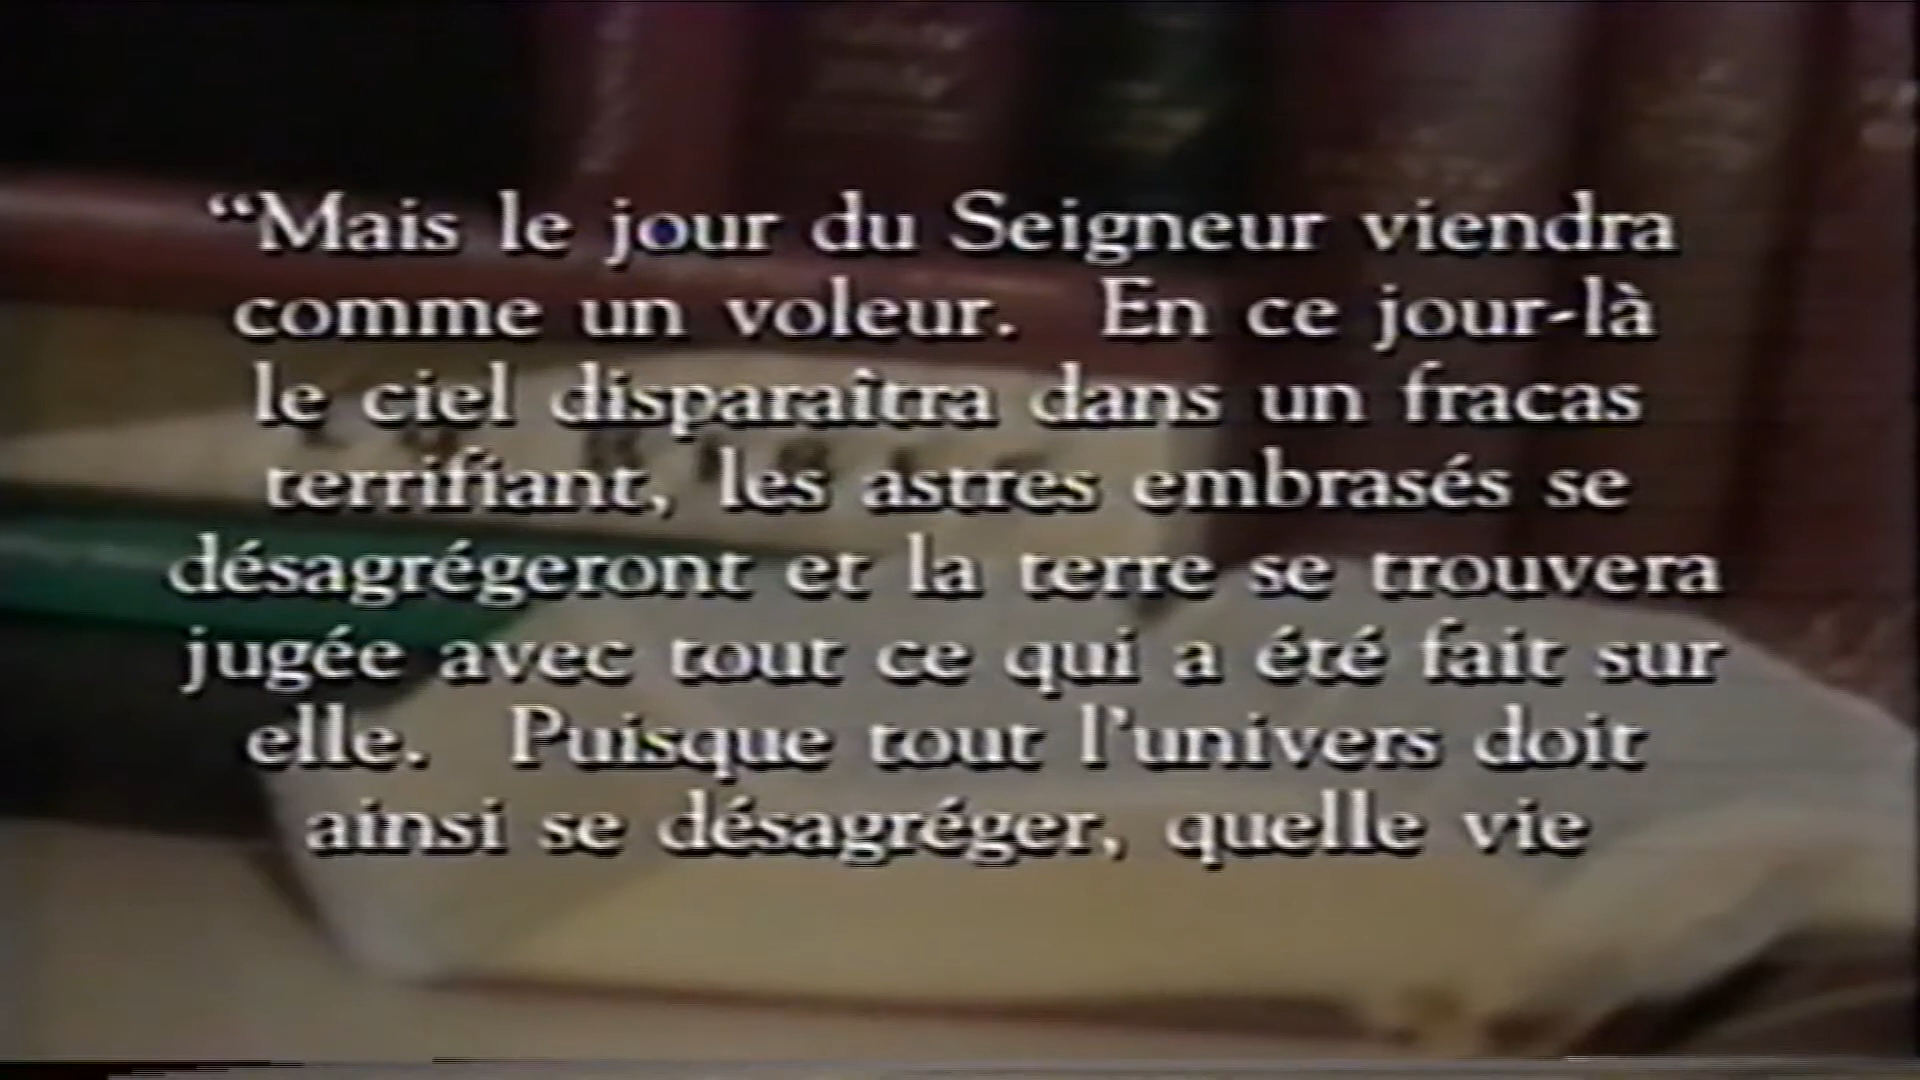 “Mais le jour du Seigneur viendra
comme un voleur. En ce jour-là
le ciel disparaîtra dans un fracas
terrifiant, les astres embrasés se
désagrégeront et la terre se trouvera
jugée avec tout ce qui a été fait sur
elle. Puisque tout l'univers doit
ainsi se désagréger, quelle vie